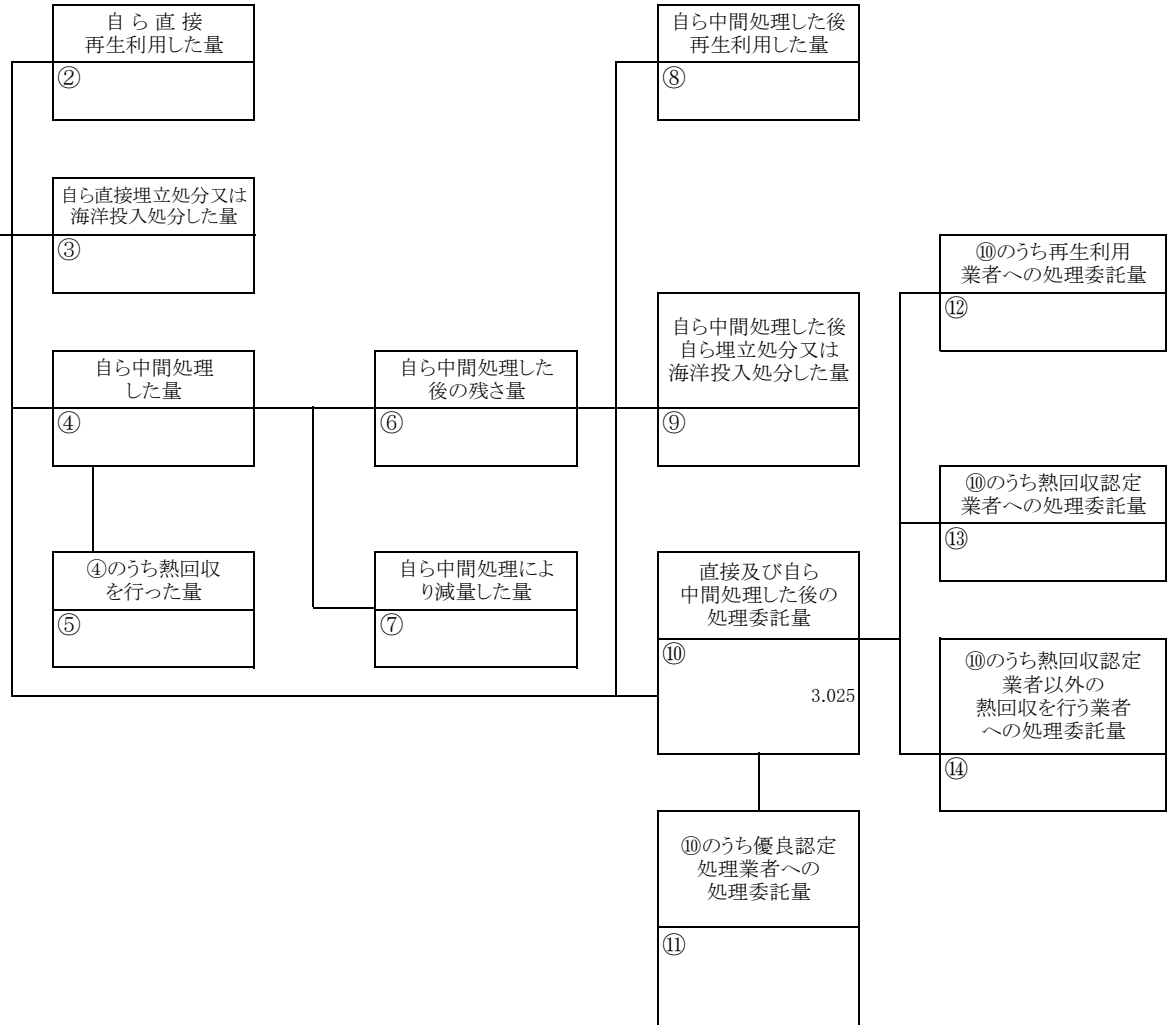 自 ら 直 接
再生利用した量
②
自ら中間処理した後
再生利用した量
⑧
自ら直接埋立処分又は
海洋投入処分した量
③
⑩のうち再生利用
業者への処理委託量
⑫
自ら中間処理した後
自ら埋立処分又は
海洋投入処分した量
⑨
自ら中間処理
した量
④
自ら中間処理した
後の残さ量
⑥
⑩のうち熱回収認定
業者への処理委託量
⑬
④のうち熱回収
を行った量
⑤
自ら中間処理によ
り減量した量
⑦
直接及び自ら
中間処理した後の
処理委託量
⑩
3.025
⑩のうち熱回収認定
業者以外の
熱回収を行う業者
への処理委託量
⑭
⑩のうち優良認定
処理業者への
処理委託量
⑪